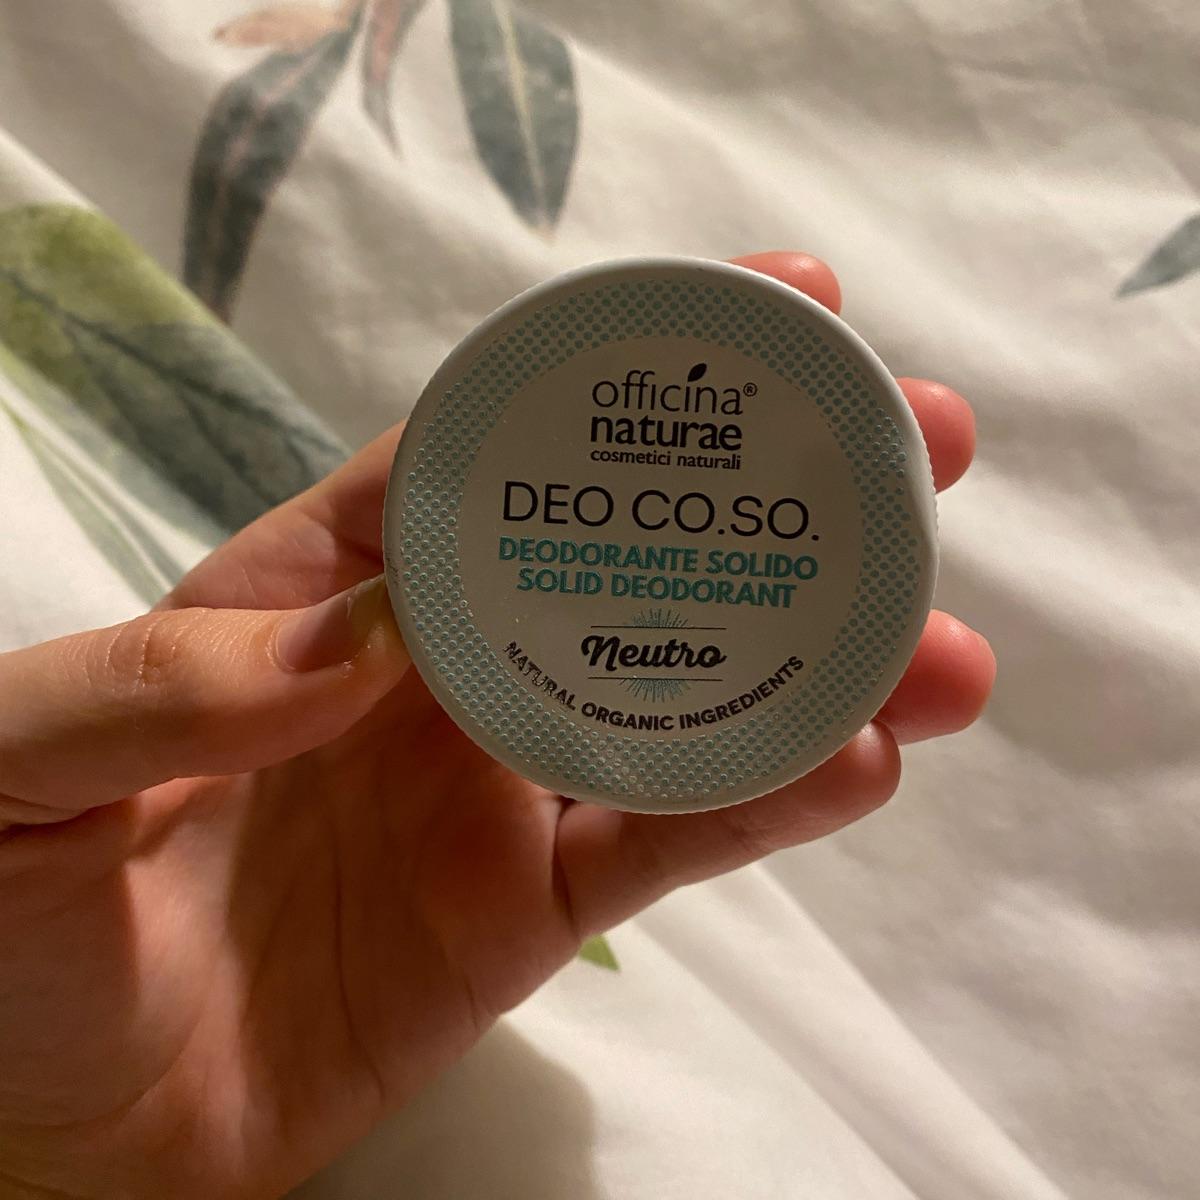 officina®
naturae
cosmetici naturali
DEO CO.SO.
DEODORANTE SOLIDO
SOLID DEODORANT
Neutro
NATURAL ORGANIC INGREDIENTS